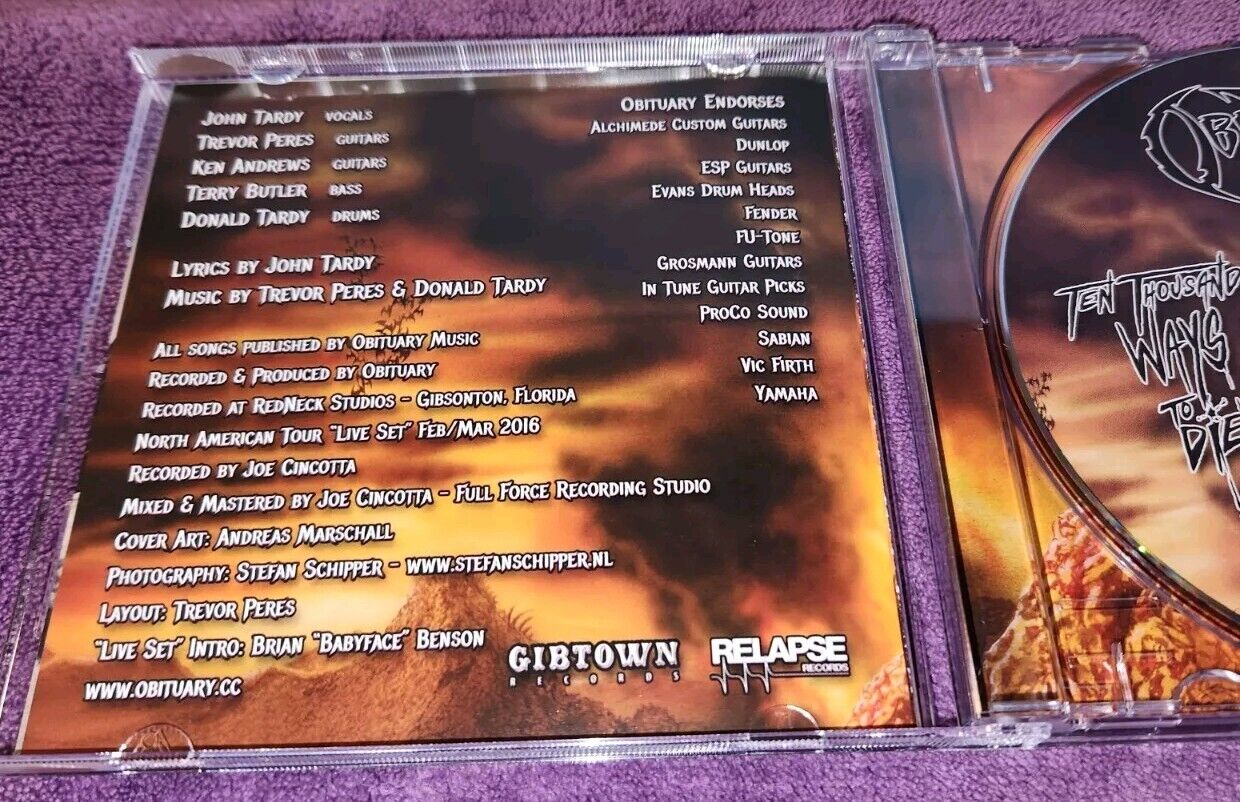 JOHN TARDY VOCALS
TREVOR PERES GUITARS
KEN ANDREWS GUITARS
TERRY BUTLER BASS
DONALD TARDY DRUMS
LYRICS BY JOHN TARDY
MUSIC BY TREVOR PERES & DONALD TARDY
ALL SONGS PUBLISHED BY OBITUARY MUSIC
RECORDED & PRODUCED BY OBITUARY
RECORDED AT REDNECK STUDIOS - GIBSONTON, FLORIDA
NORTH AMERICAN TOUR "LIVE SET" FEB/MAR 2016
RECORDED BY JOE CINCOTTA
MIXED & MASTERED BY JOE CINCOTTA - FULL FORCE RECORDING STUDIO
COVER ART: ANDREAS MARSCHALL
PHOTOGRAPHY: STEFAN SCHIPPER - WWW.STEFANSCHIPPER.NL
LAYOUT: TREVOR PERES
"LIVE SET" INTRO: BRIAN "BABYFACE" BENSON
WWW.OBITUARY.CC
OBITUARY ENDORSES
ALCHIMEDE CUSTOM GUITARS
DUNLOP
ESP GUITARS
EVANS DRUM HEADS
FENDER
FU-TONE
GROSMANN GUITARS
IN TUNE GUITAR PICKS
PROCO SOUND
SABIAN
VIC FIRTH
YAMAHA
GIBTOWN
RECORDS
RELAPSE
RECORDS
TEN THOUSAND
WAYS
TO
DIE